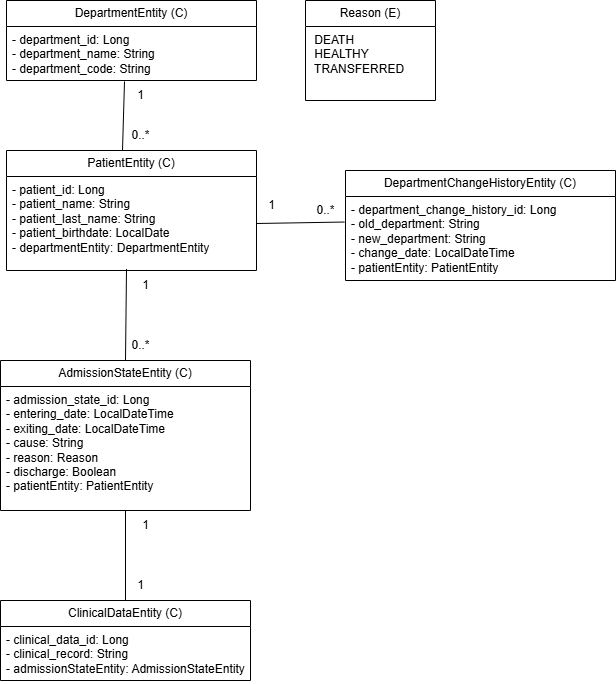 DepartmentEntity (C)
- department_id: Long
- department_name: String
- department_code: String
Reason (E)
DEATH
HEALTHY
TRANSFERRED
1
0..*
PatientEntity (C)
- patient_id: Long
- patient_name: String
- patient_last_name: String
- patient_birthdate: LocalDate
- departmentEntity: DepartmentEntity
1
0..*
DepartmentChangeHistoryEntity (C)
- department_change_history_id: Long
- old_department: String
- new_department: String
- change_date: LocalDateTime
- patientEntity: PatientEntity
1
0..*
AdmissionStateEntity (C)
- admission_state_id: Long
- entering_date: LocalDateTime
- exiting_date: LocalDateTime
- cause: String
- reason: Reason
- discharge: Boolean
- patientEntity: PatientEntity
1
1
ClinicalDataEntity (C)
- clinical_data_id: Long
- clinical_record: String
- admissionStateEntity: AdmissionStateEntity